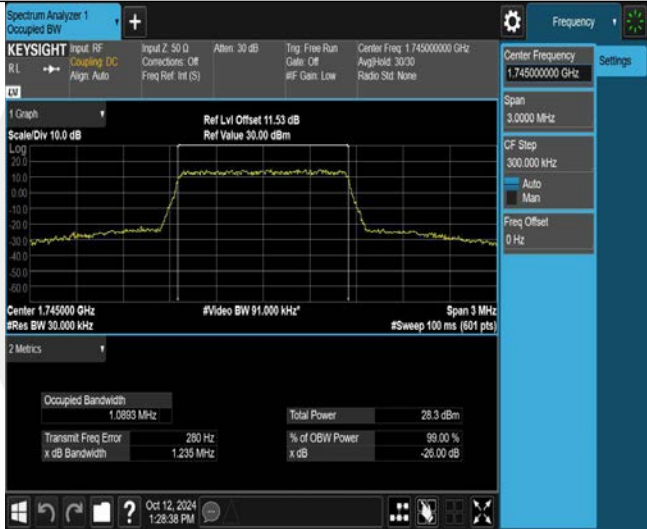 Spectrum Analyzer 1
Occupied BW
Frequency
KEYSIGHT
RL
Input: RF
Coupling: DC
Align: Auto
Input Z: 50 Ω
Corrections: Off
Freq Ref: Int (S)
Atten: 30 dB
Trig: Free Run
Gate: Off
#IF Gain: Low
Center Freq: 1.745000000 GHz
Avg|Hold: 30/30
Radio Std: None
Center Frequency
1.745000000 GHz
Settings
Span
3.0000 MHz
CF Step
300.000 kHz
Auto
Man
Freq Offset
0 Hz
1 Graph
Ref Lvl Offset 11.53 dB
Scale/Div 10.0 dB
Ref Value 30.00 dBm
Log
20.0
10.0
0.00
-10.0
-20.0
-30.0
-40.0
-50.0
-60.0
Center 1.745000 GHz
#Video BW 91.000 kHz*
Span 3 MHz
#Res BW 30.000 kHz
#Sweep 100 ms (601 pts)
2 Metrics
Occupied Bandwidth
1.0893 MHz
Total Power 28.3 dBm
Transmit Freq Error 280 Hz
% of OBW Power 99.00 %
x dB Bandwidth 1.235 MHz
x dB -26.00 dB
?
Oct 12, 2024
1:28:38 PM